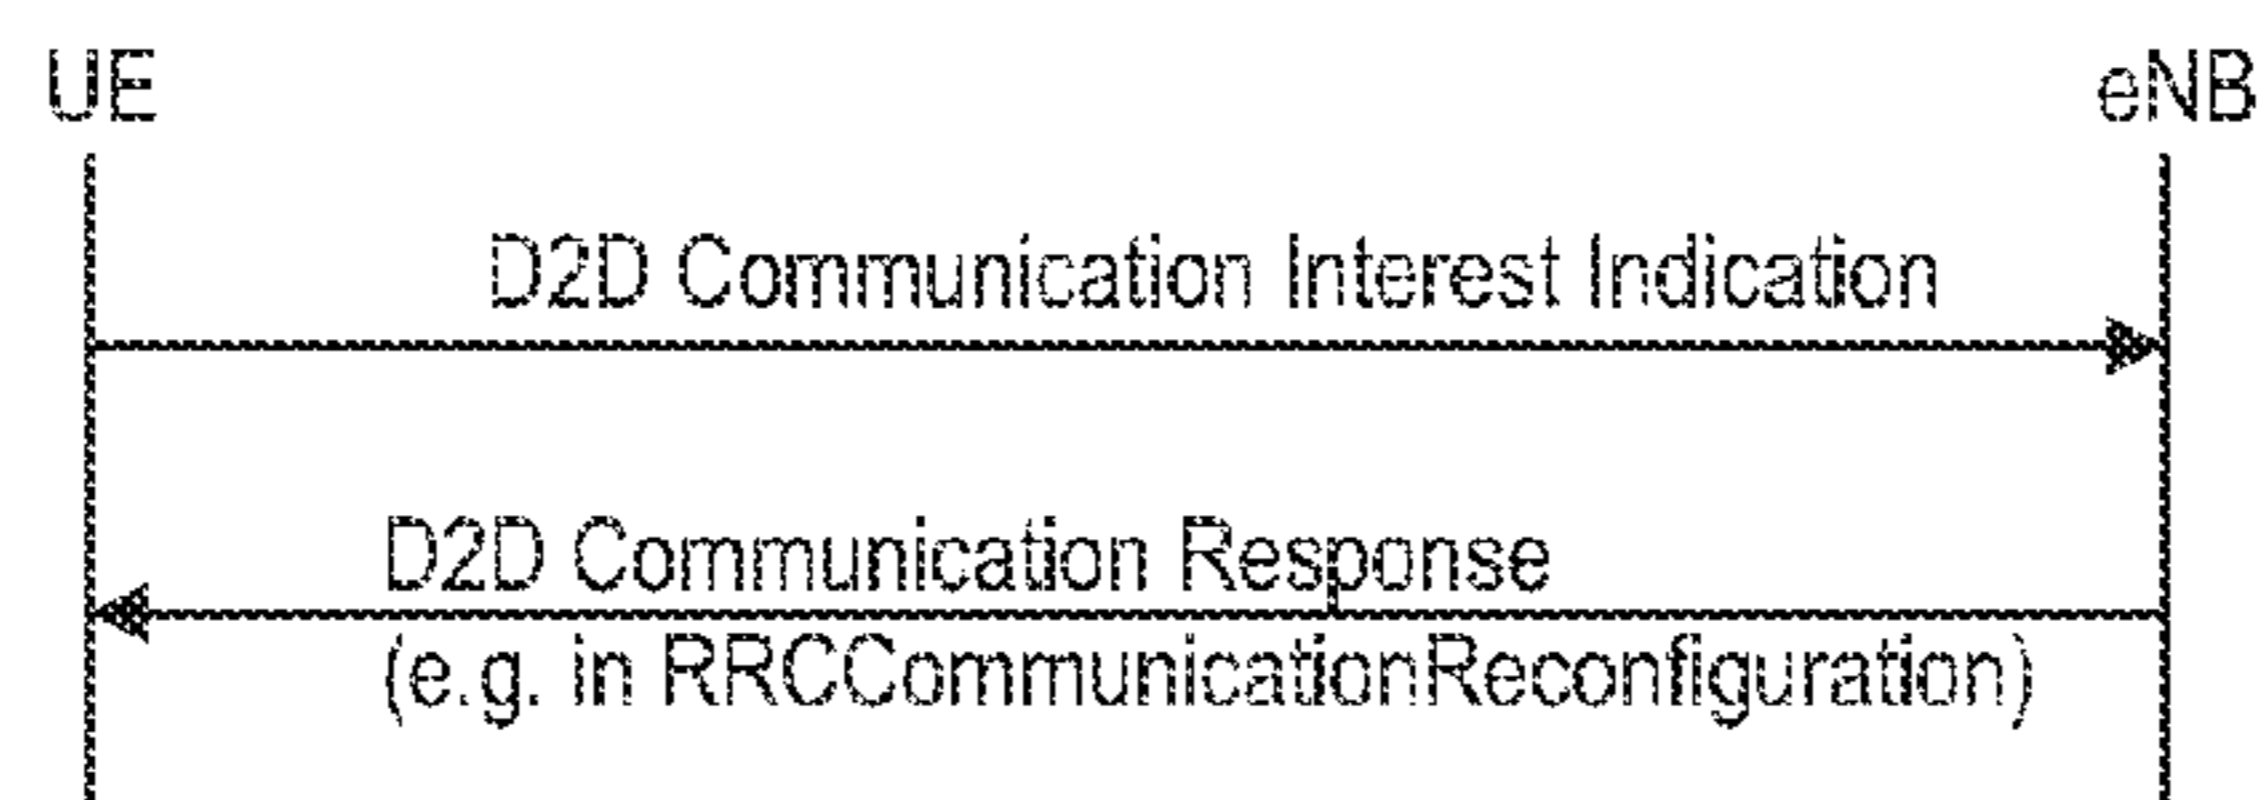 UE eNB
D2D Communication Interest Indication
D2D Communication Response
(e.g. in RRCCommunicationReconfiguration)